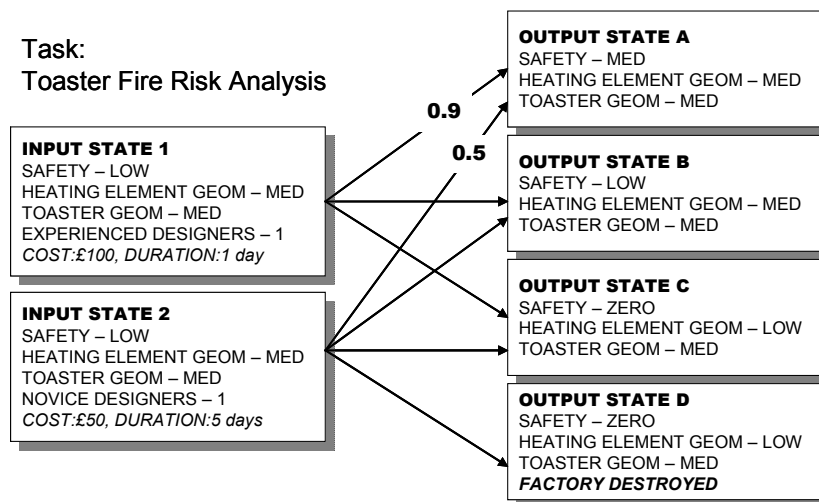 Task:
Toaster Fire Risk Analysis
INPUT STATE 1
SAFETY – LOW
HEATING ELEMENT GEOM – MED
TOASTER GEOM – MED
EXPERIENCED DESIGNERS – 1
COST:£100, DURATION:1 day
INPUT STATE 2
SAFETY – LOW
HEATING ELEMENT GEOM – MED
TOASTER GEOM – MED
NOVICE DESIGNERS – 1
COST:£50, DURATION:5 days
0.9
0.5
OUTPUT STATE A
SAFETY – MED
HEATING ELEMENT GEOM – MED
TOASTER GEOM – MED
OUTPUT STATE B
SAFETY – LOW
HEATING ELEMENT GEOM – MED
TOASTER GEOM – MED
OUTPUT STATE C
SAFETY – ZERO
HEATING ELEMENT GEOM – LOW
TOASTER GEOM – MED
OUTPUT STATE D
SAFETY – ZERO
HEATING ELEMENT GEOM – LOW
TOASTER GEOM – MED
FACTORY DESTROYED